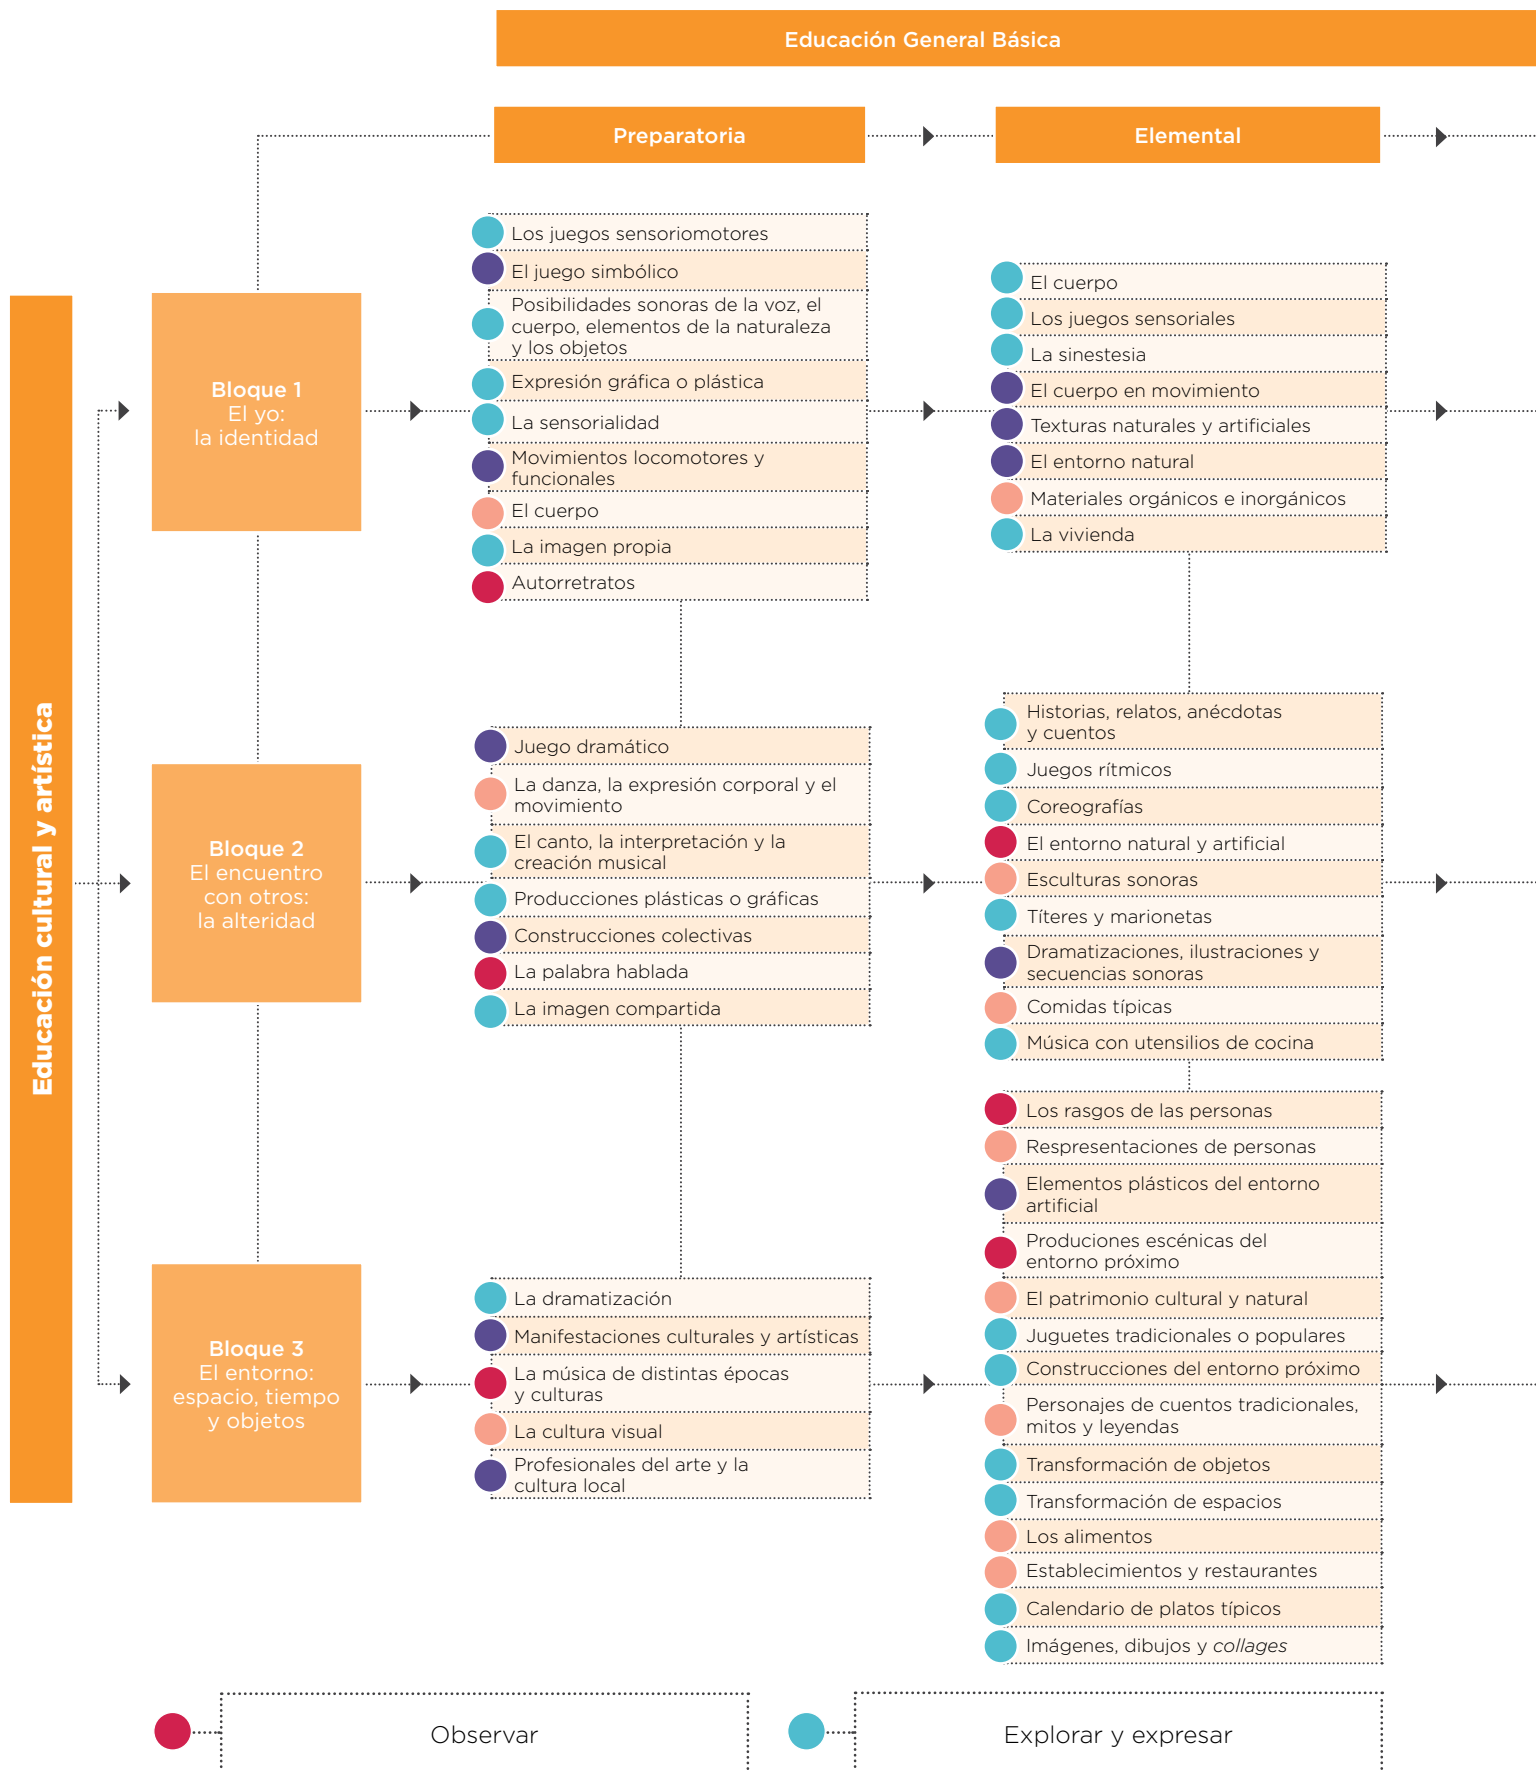 Educación General Básica
Preparatoria
Elemental
Educación cultural y artística
Bloque 1
El yo:
la identidad
Los juegos sensoriomotores
El juego simbólico
Posibilidades sonoras de la voz, el
cuerpo, elementos de la naturaleza
y los objetos
Expresión gráfica o plástica
La sensorialidad
Movimientos locomotores y
funcionales
El cuerpo
La imagen propia
Autorretratos
El cuerpo
Los juegos sensoriales
La sinestesia
El cuerpo en movimiento
Texturas naturales y artificiales
El entorno natural
Materiales orgánicos e inorgánicos
La vivienda
Bloque 2
El encuentro
con otros:
la alteridad
Juego dramático
La danza, la expresión corporal y el
movimiento
El canto, la interpretación y la
creación musical
Producciones plásticas o gráficas
Construcciones colectivas
La palabra hablada
La imagen compartida
Historias, relatos, anécdotas
y cuentos
Juegos rítmicos
Coreografías
El entorno natural y artificial
Esculturas sonoras
Títeres y marionetas
Dramatizaciones, ilustraciones y
secuencias sonoras
Comidas típicas
Música con utensilios de cocina
Bloque 3
El entorno:
espacio, tiempo
y objetos
La dramatización
Manifestaciones culturales y artísticas
La música de distintas épocas
y culturas
La cultura visual
Profesionales del arte y la
cultura local
Los rasgos de las personas
Respresentaciones de personas
Elementos plásticos del entorno
artificial
Produciones escénicas del
entorno próximo
El patrimonio cultural y natural
Juguetes tradicionales o populares
Construcciones del entorno próximo
Personajes de cuentos tradicionales,
mitos y leyendas
Transformación de objetos
Transformación de espacios
Los alimentos
Establecimientos y restaurantes
Calendario de platos típicos
Imágenes, dibujos y collages
Observar
Explorar y expresar